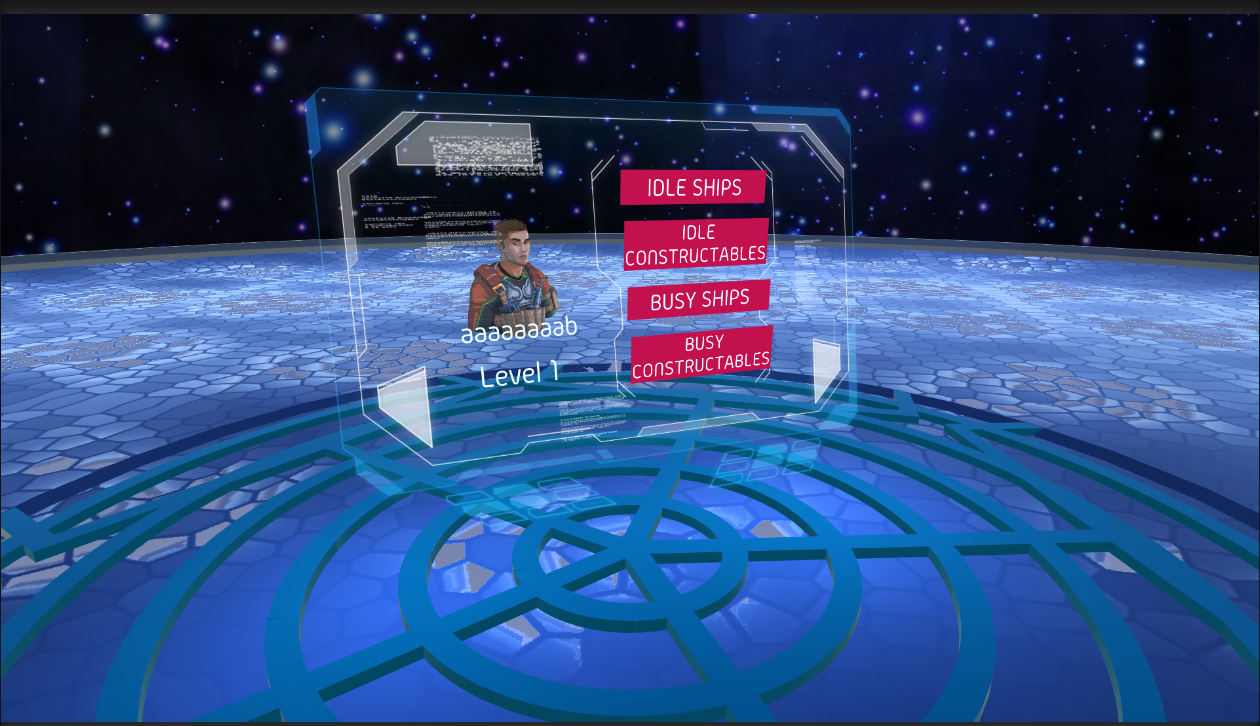 IDLE SHIPS
IDLE
CONSTRUCTABLES
BUSY SHIPS
BUSY
CONSTRUCTABLES
aaaaaaaab
Level 1